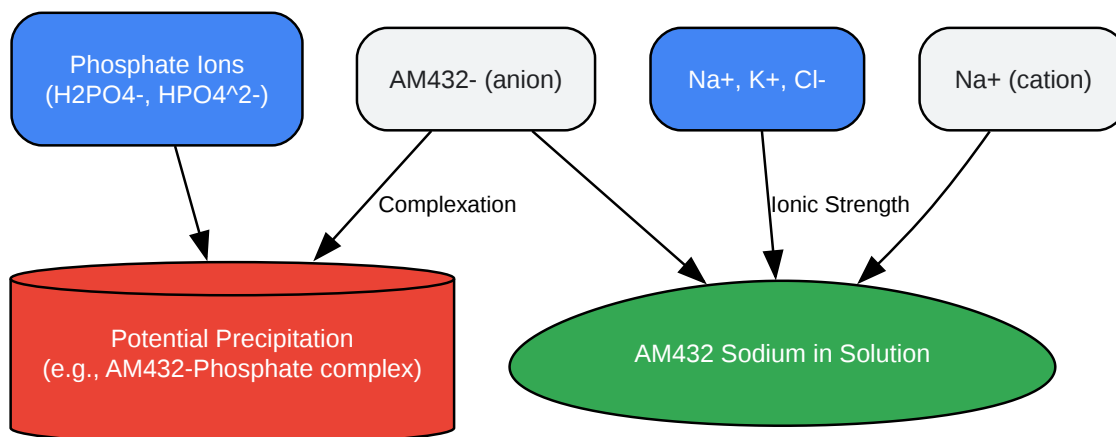 Phosphate Ions
(H2PO4-, HPO4^2-)
AM432- (anion)
Na+, K+, Cl-
Na+ (cation)
Complexation
Ionic Strength
Potential Precipitation
(e.g., AM432-Phosphate complex)
AM432 Sodium in Solution